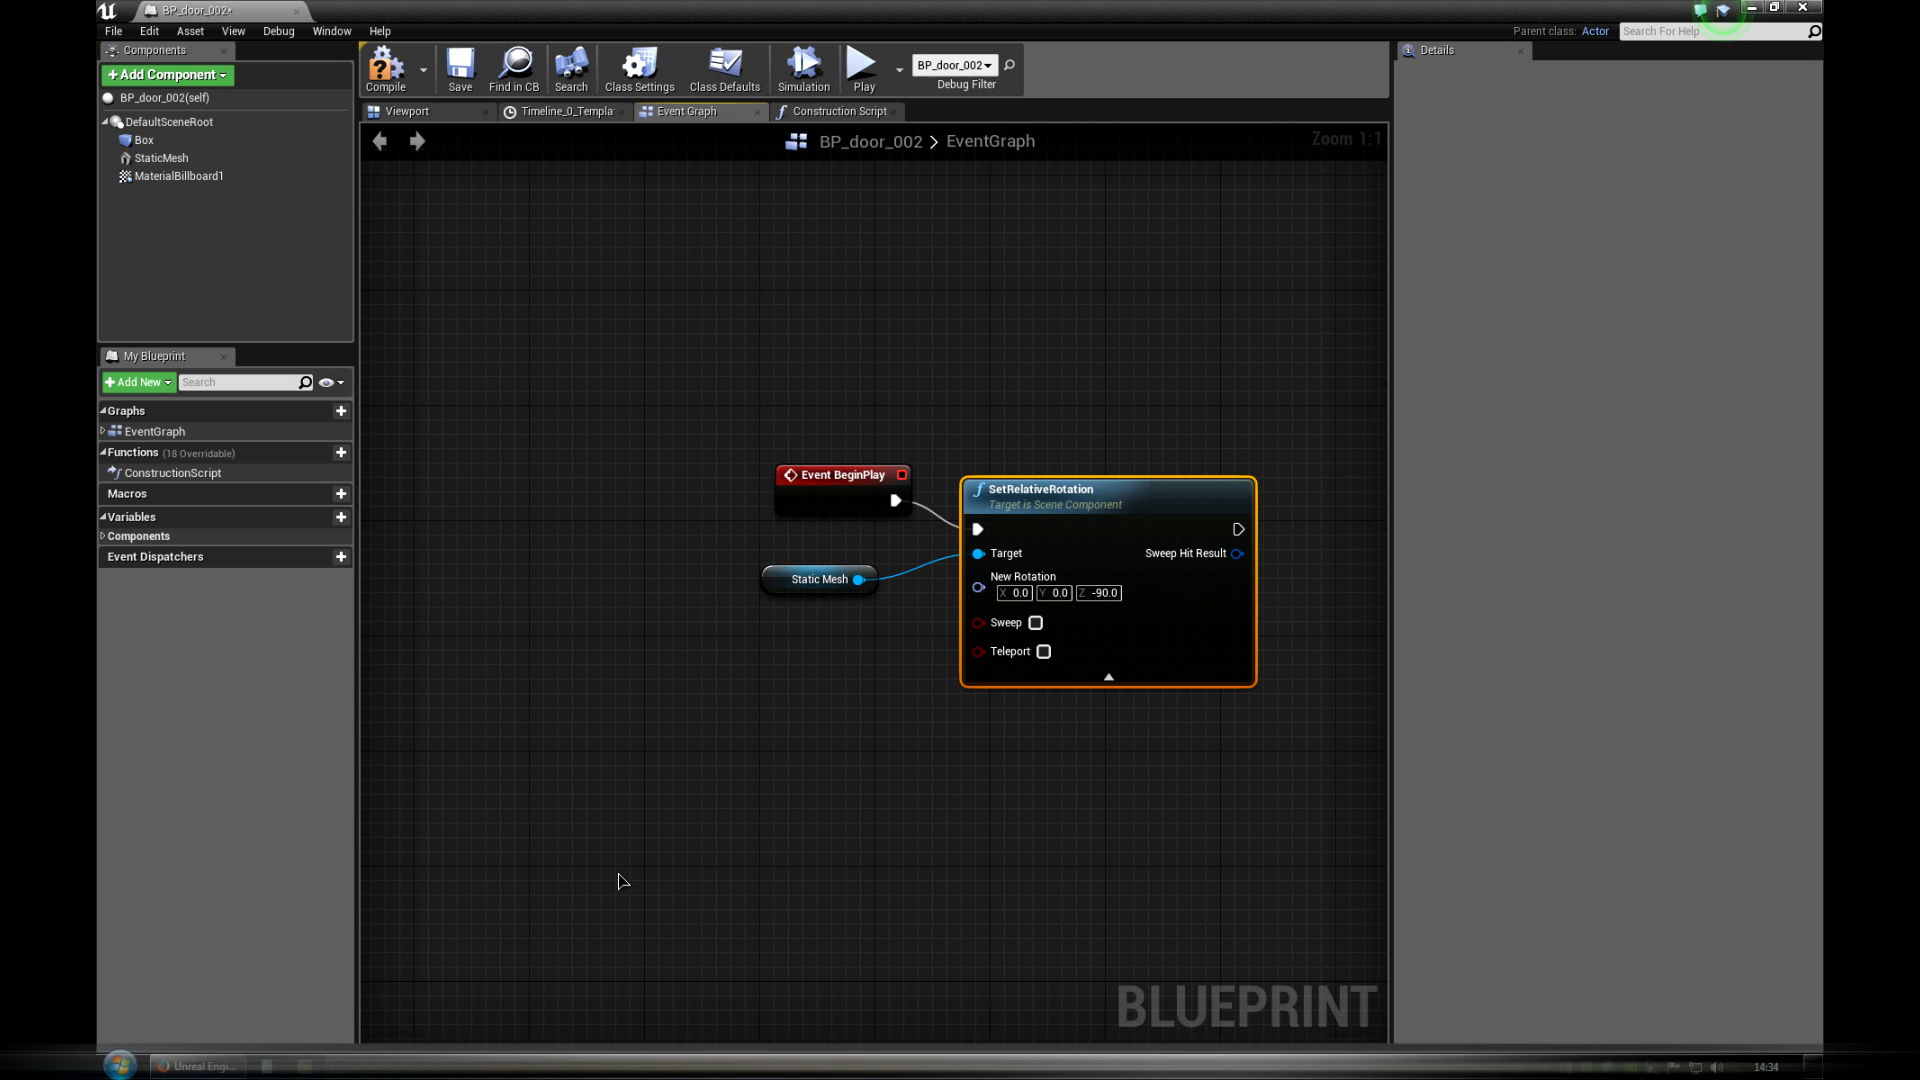 BP_door_002*
File Edit Asset View Debug Window Help
Parent class: Actor Search For Help
Components
+Add Component
BP_door_002(self)
DefaultSceneRoot
Box
StaticMesh
MaterialBillboard1
Compile Save Find in CB Search Class Settings Class Defaults Simulation Play
BP_door_002
Debug Filter
Details
Viewport Timeline_0_Templa Event Graph Construction Script
BP_door_002 > EventGraph
Zoom 1:1
My Blueprint
+Add New Search
Graphs
EventGraph
Functions (18 Overridable)
ConstructionScript
Macros
Variables
Components
Event Dispatchers
Event BeginPlay
Static Mesh
SetRelativeRotation
Target is Scene Component
Target Sweep Hit Result
New Rotation
X 0.0 Y 0.0 Z -90.0
Sweep
Teleport
BLUEPRINT
Unreal Engi...
14:34